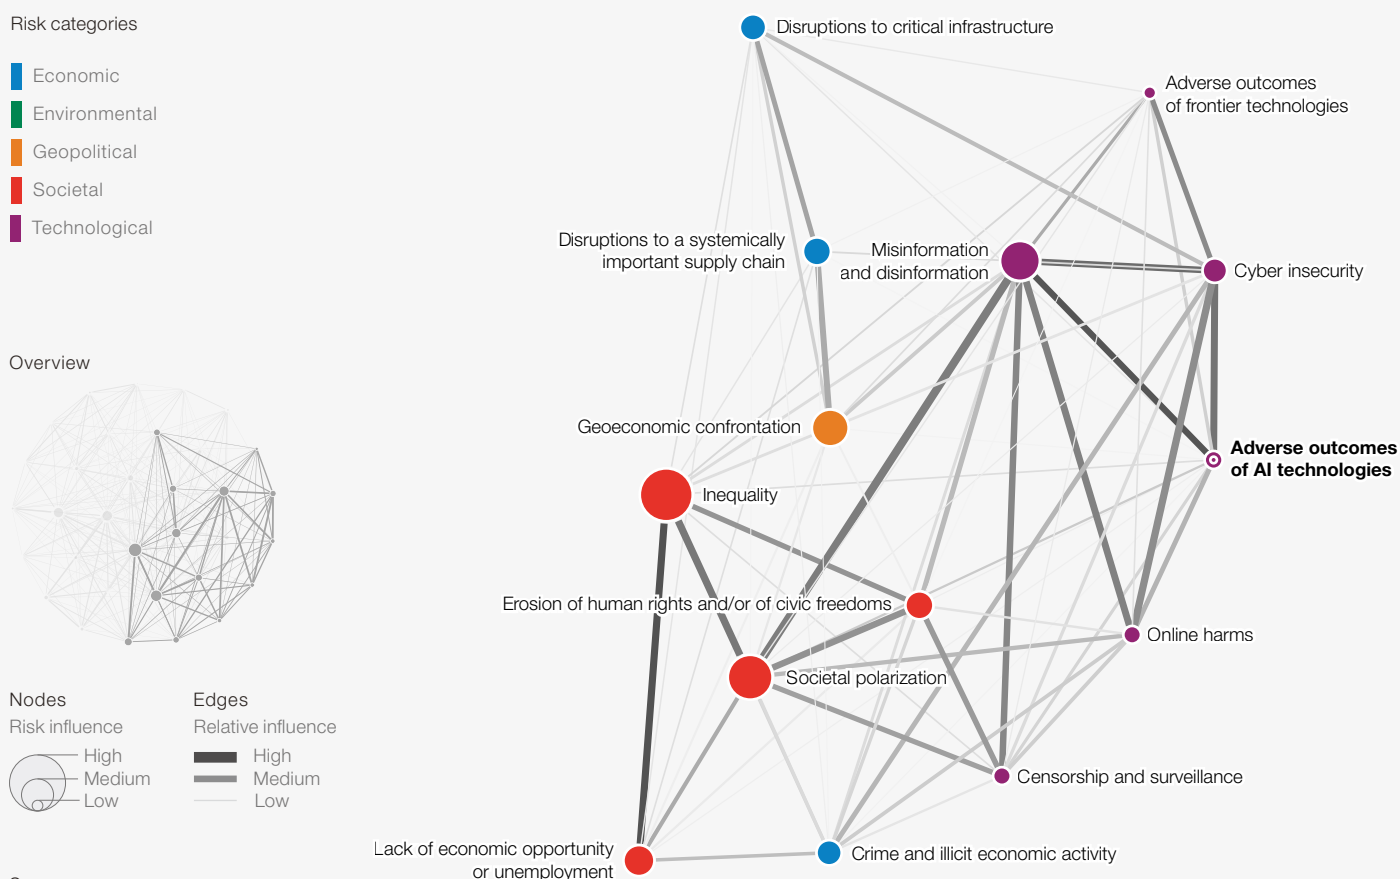 Risk categories
Economic
Environmental
Geopolitical
Societal
Technological
Overview
Nodes
Risk influence
High
Medium
Low
Edges
Relative influence
High
Medium
Low
Disruptions to critical infrastructure
Adverse outcomes
of frontier technologies
Disruptions to a systemically
important supply chain
Misinformation
and disinformation
Cyber insecurity
Geoeconomic confrontation
Adverse outcomes
of AI technologies
Inequality
Erosion of human rights and/or of civic freedoms
Online harms
Societal polarization
Censorship and surveillance
Lack of economic opportunity
or unemployment
Crime and illicit economic activity